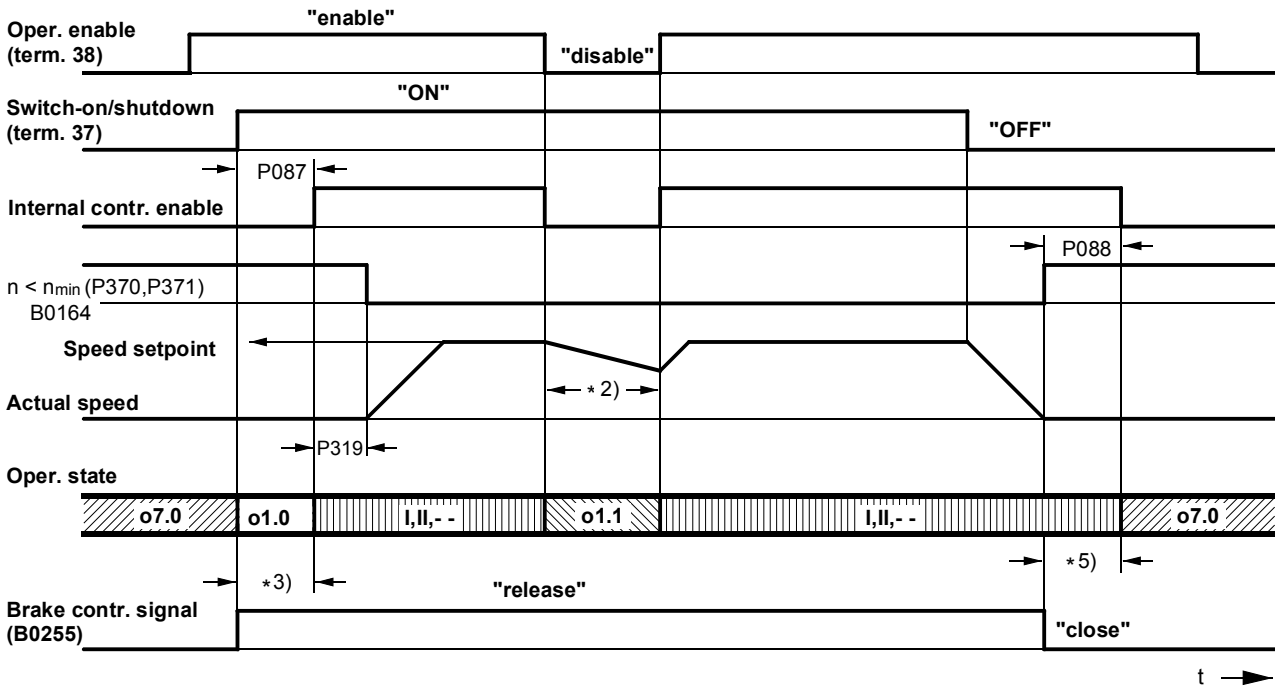 "enable"
Oper. enable
(term. 38)
"disable"
"ON"
Switch-on/shutdown
(term. 37)
"OFF"
P087
Internal contr. enable
P088
n < nmin (P370,P371)
B0164
Speed setpoint
* 2)
Actual speed
P319
Oper. state
o7.0 o1.0 I,II,- - o1.1 I,II,- - o7.0
*3) *5)
"release"
Brake contr. signal
(B0255)
"close"
t